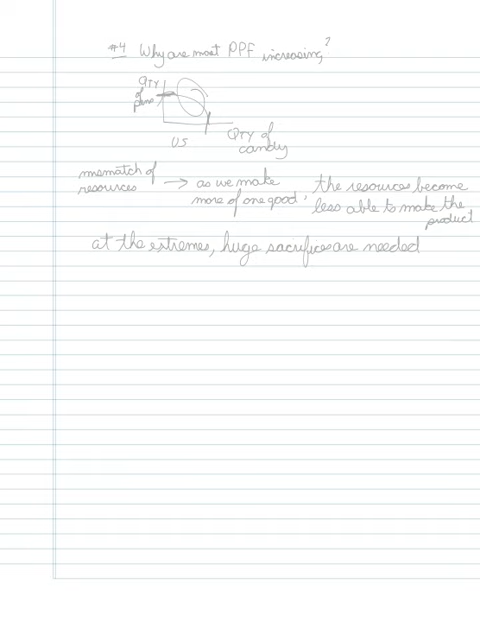 #4 Why are most PPF increasing?
QTY
of
pens
US
QTY of
candy
mismatch of
resources → as we make
more of one good, the resources become
less able to make the
product
at the extremes, huge sacrifices are needed